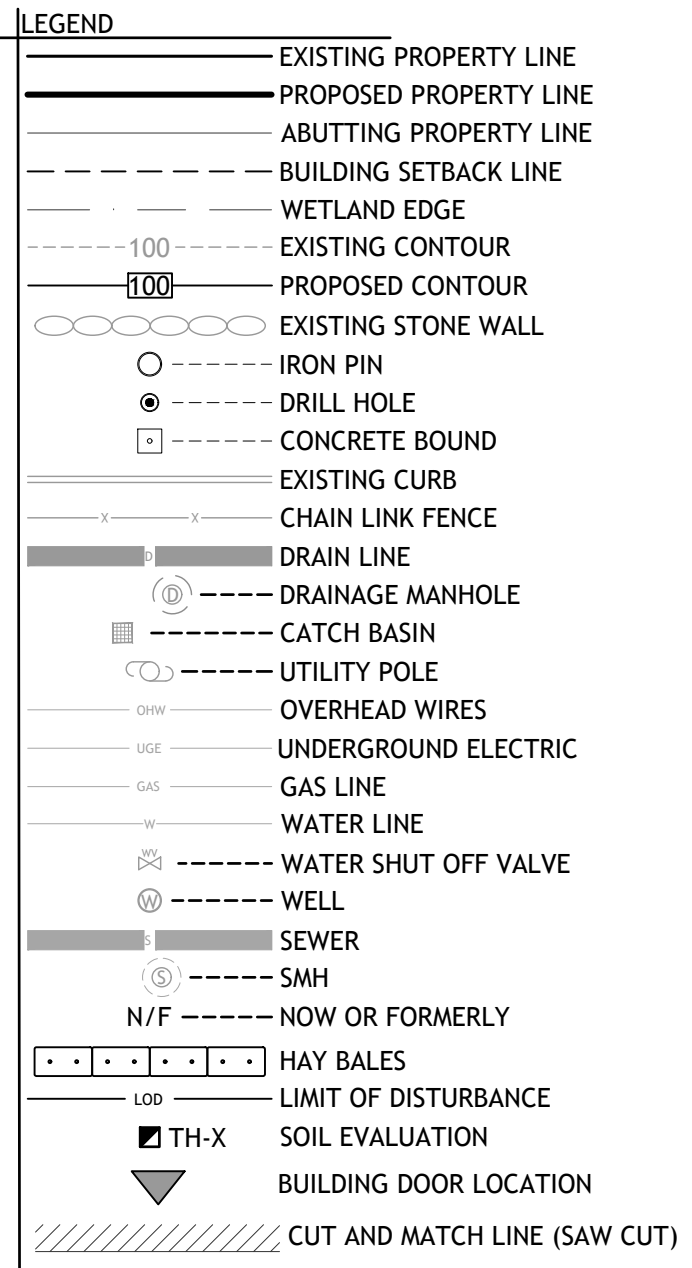 LEGEND
EXISTING PROPERTY LINE
PROPOSED PROPERTY LINE
ABUTTING PROPERTY LINE
BUILDING SETBACK LINE
WETLAND EDGE
100 EXISTING CONTOUR
100 PROPOSED CONTOUR
EXISTING STONE WALL
IRON PIN
DRILL HOLE
CONCRETE BOUND
EXISTING CURB
X X CHAIN LINK FENCE
D DRAIN LINE
D DRAINAGE MANHOLE
CATCH BASIN
UTILITY POLE
OHW OVERHEAD WIRES
UGE UNDERGROUND ELECTRIC
GAS GAS LINE
W WATER LINE
WV WATER SHUT OFF VALVE
W WELL
S SEWER
S SMH
N/F NOW OR FORMERLY
HAY BALES
LOD LIMIT OF DISTURBANCE
TH-X SOIL EVALUATION
BUILDING DOOR LOCATION
CUT AND MATCH LINE (SAW CUT)